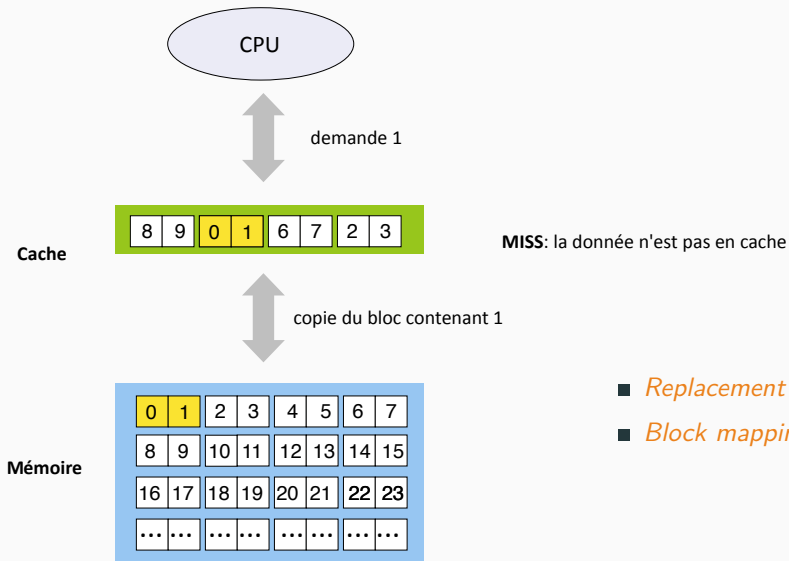 CPU
demande 1
8 9 0 1 6 7 2 3
Cache
MISS: la donnée n'est pas en cache
copie du bloc contenant 1
Replacement
0 1 2 3 4 5 6 7
Block mappin
8 9 10 11 12 13 14 15
Mémoire
16 17 18 19 20 21 22 23
... ... ... ... ... ... ... ...